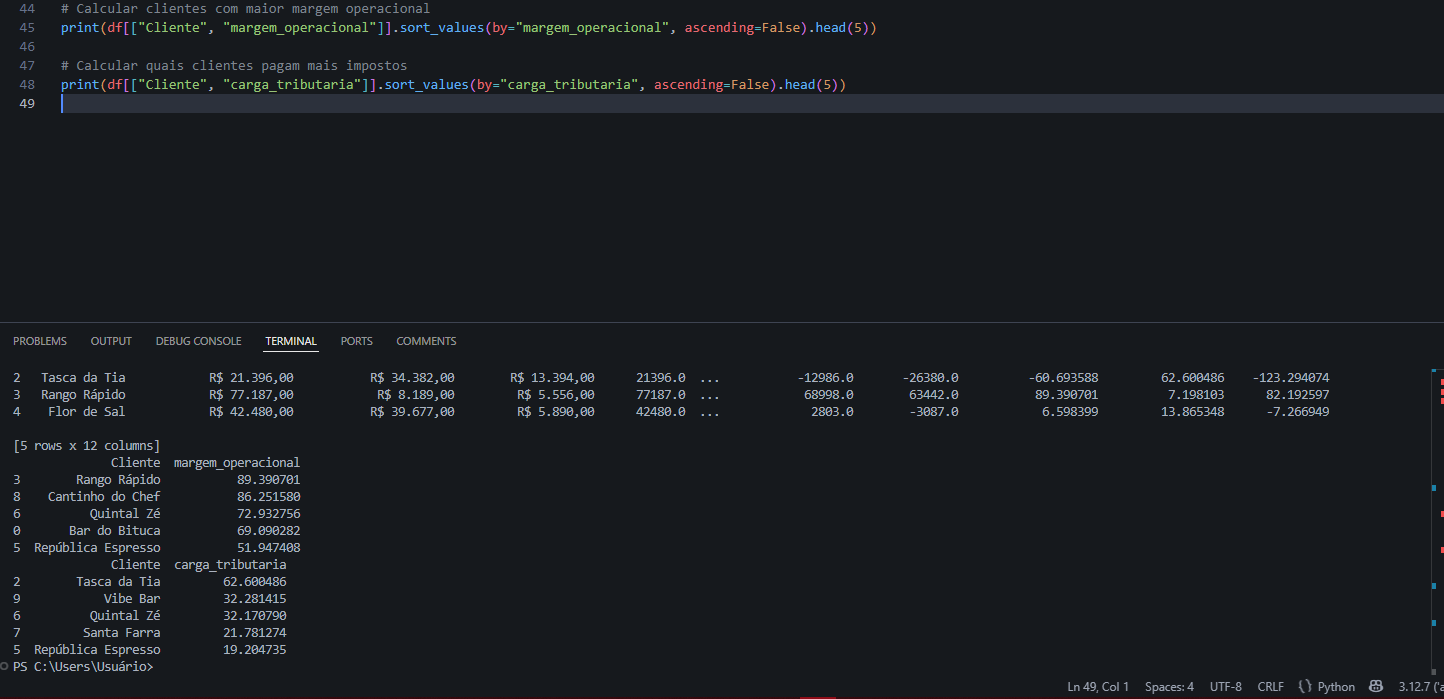 44 # Calcular clientes com maior margem operacional
45 print(df[["Cliente", "margem_operacional"]].sort_values(by="margem_operacional", ascending=False).head(5))
46
47 # Calcular quais clientes pagam mais impostos
48 print(df[["Cliente", "carga_tributaria"]].sort_values(by="carga_tributaria", ascending=False).head(5))
49
PROBLEMS OUTPUT DEBUG CONSOLE TERMINAL PORTS COMMENTS
2 Tasca da Tia R$ 21.396,00 R$ 34.382,00 R$ 13.394,00 21396.0 ... -12986.0 -26380.0 -60.693588 62.600486 -123.294074
3 Rango Rápido R$ 77.187,00 R$ 8.189,00 R$ 5.556,00 77187.0 ... 68998.0 63442.0 89.390701 7.198103 82.192597
4 Flor de Sal R$ 42.480,00 R$ 39.677,00 R$ 5.890,00 42480.0 ... 2803.0 -3087.0 6.598399 13.865348 -7.266949
[5 rows x 12 columns]
Cliente margem_operacional
3 Rango Rápido 89.390701
8 Cantinho do Chef 86.251580
6 Quintal Zé 72.932756
0 Bar do Bituca 69.090282
5 República Espresso 51.947408
Cliente carga_tributaria
2 Tasca da Tia 62.600486
9 Vibe Bar 32.281415
6 Quintal Zé 32.170790
7 Santa Farra 21.781274
5 República Espresso 19.204735
PS C:\Users\Usuário>
Ln 49, Col 1 Spaces: 4 UTF-8 CRLF {} Python 3.12.7 ('a